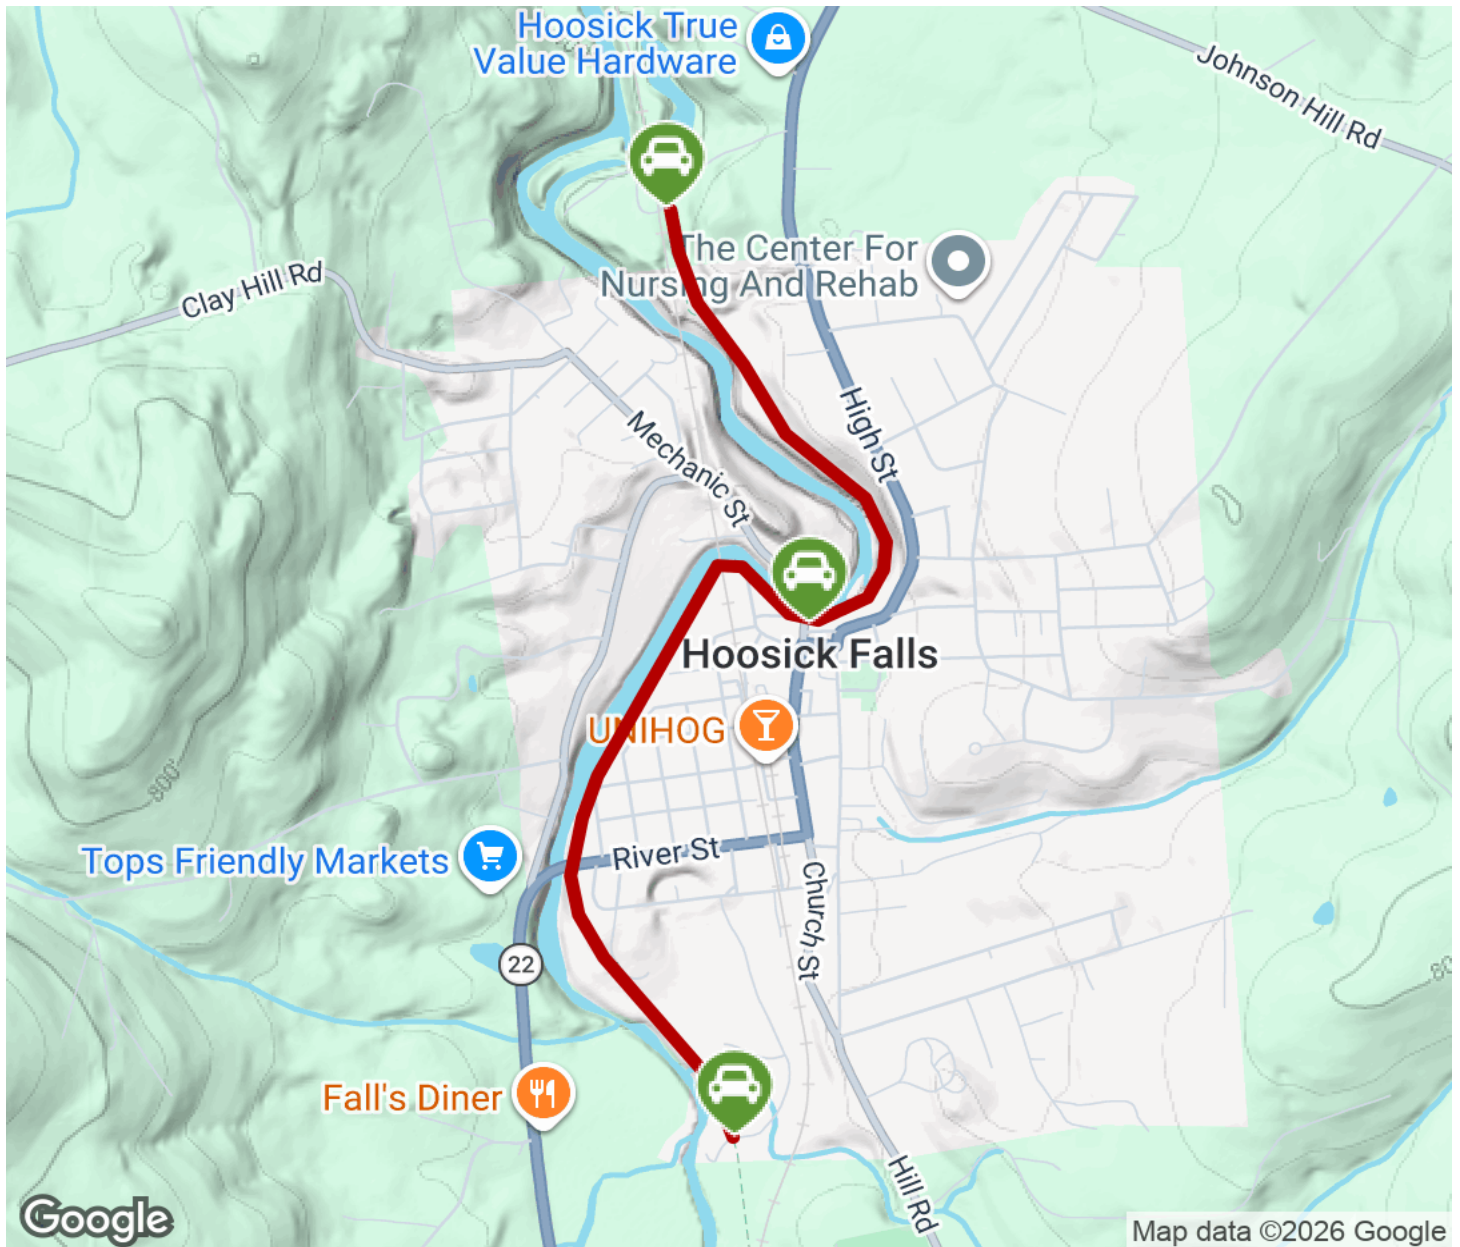 Hoosick True
Value Hardware
Johnson Hill Rd
The Center For
Nursing And Rehab
Clay Hill Rd
High St
Mechanic St
Hoosick Falls
UNIHOG
800'
River St
Tops Friendly Markets
Church St
22
Fall's Diner
Hill Rd
Google
Map data ©2026 Google